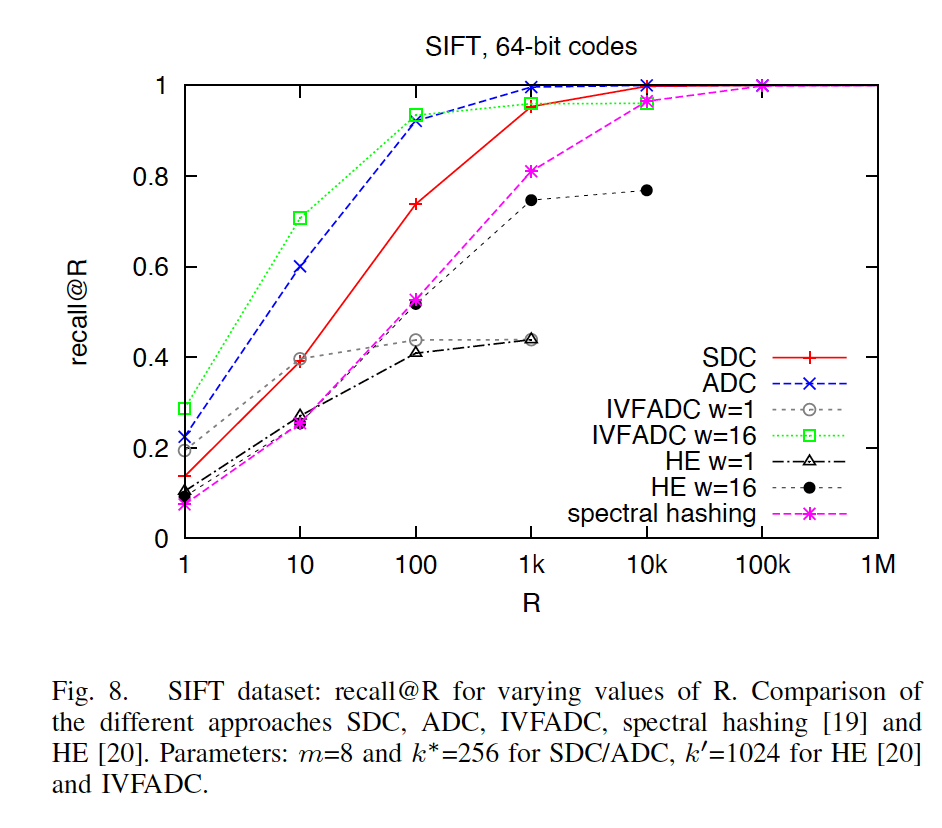 SIFT, 64-bit codes
1
0.8
0.6
0.4
0.2
0
recall@R
SDC
ADC
IVFADC w=1
IVFADC w=16
HE w=1
HE w=16
spectral hashing
1 10 100 1k 10k 100k 1M
R
Fig. 8. SIFT dataset: recall@R for varying values of R. Comparison of
the different approaches SDC, ADC, IVFADC, spectral hashing [19] and
HE [20]. Parameters: m=8 and k*=256 for SDC/ADC, k′=1024 for HE [20]
and IVFADC.